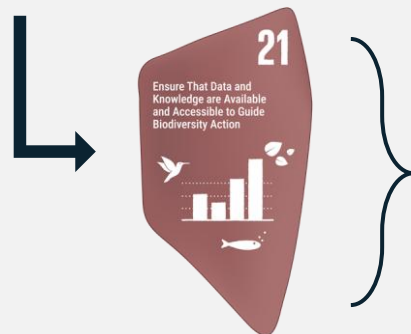 21
Ensure That Data and
Knowledge are Available
and Accessible to Guide
Biodiversity Action